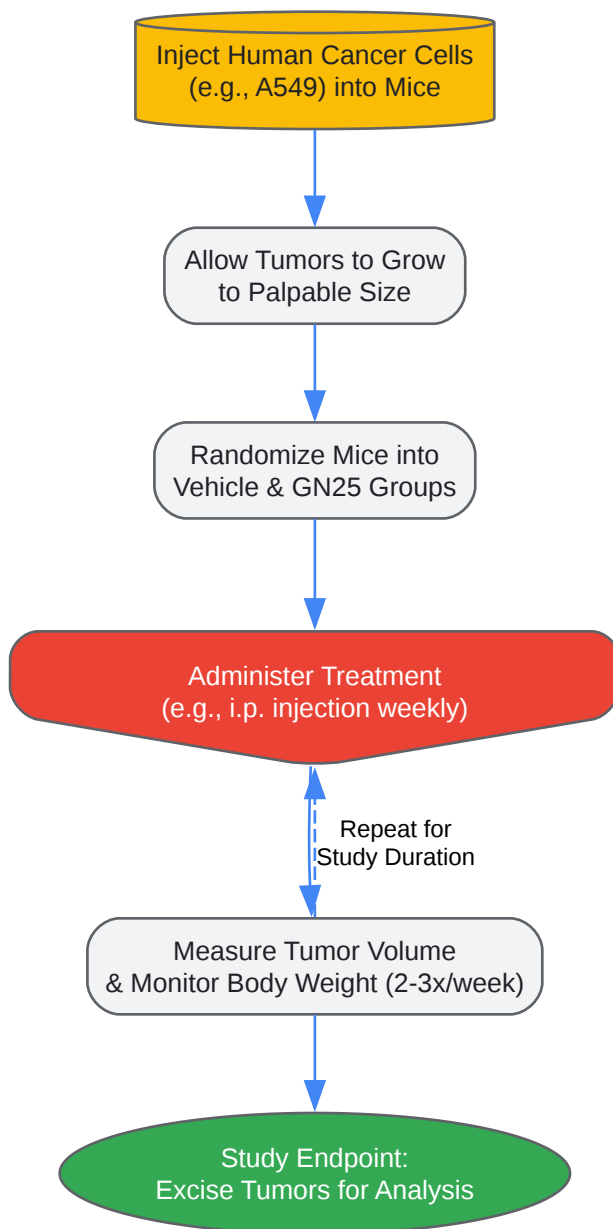 Inject Human Cancer Cells
(e.g., A549) into Mice
Allow Tumors to Grow
to Palpable Size
Randomize Mice into
Vehicle & GN25 Groups
Administer Treatment
(e.g., i.p. injection weekly)
Repeat for
Study Duration
Measure Tumor Volume
& Monitor Body Weight (2-3x/week)
Study Endpoint:
Excise Tumors for Analysis